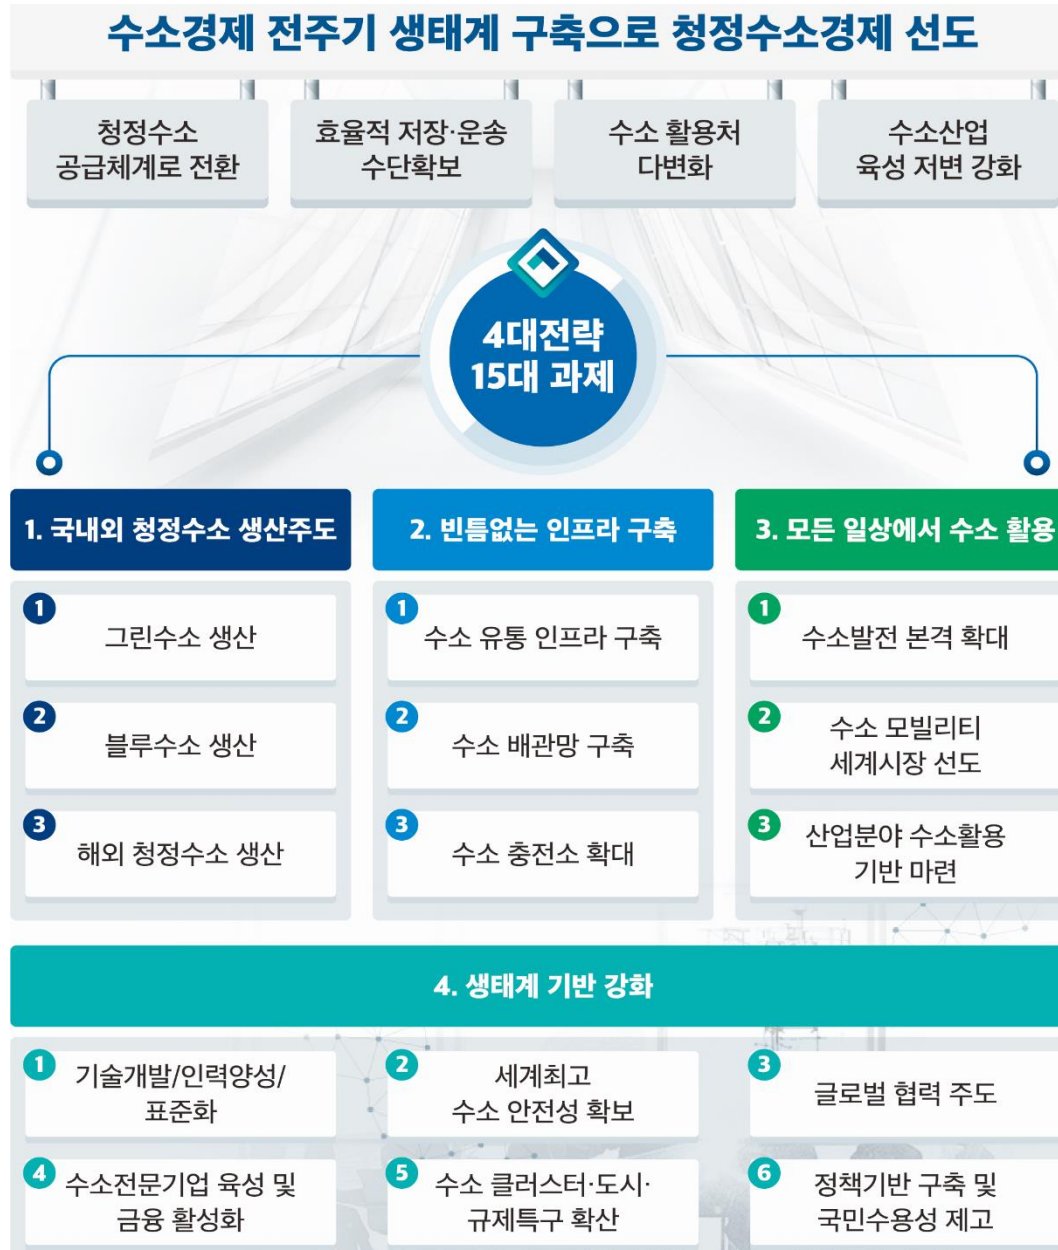 수소경제 전주기 생태계 구축으로 청정수소경제 선도
청정수소
공급체계로 전환
효율적 저장·운송
수단확보
수소 활용처
다변화
수소산업
육성 저변 강화
4대전략
15대 과제
1. 국내외 청정수소 생산주도
1
그린수소 생산
2
블루수소 생산
3
해외 청정수소 생산
2. 빈틈없는 인프라 구축
1
수소 유통 인프라 구축
2
수소 배관망 구축
3
수소 충전소 확대
3. 모든 일상에서 수소 활용
1
수소발전 본격 확대
2
수소 모빌리티
세계시장 선도
3
산업분야 수소활용
기반 마련
4. 생태계 기반 강화
1
기술개발/인력양성/
표준화
2
세계최고
수소 안전성 확보
3
글로벌 협력 주도
4
수소전문기업 육성 및
금융 활성화
5
수소 클러스터·도시·
규제특구 확산
6
정책기반 구축 및
국민수용성 제고